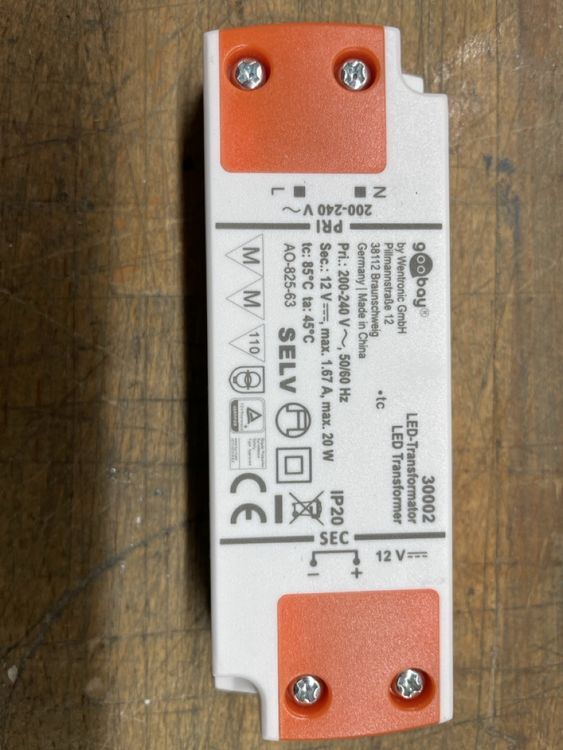 goobay®
by Wentronic GmbH
Pillmannstraße 12
38112 Braunschweig
Germany | Made in China
30002
LED-Transformator
LED Transformer
•tc
PRI
200-240 V ~
N
L
Pri.: 200-240 V ~, 50/60 Hz
Sec.: 12 V ⎓, max. 1.67 A, max. 20 W
tc: 85°C ta: 45°C
AO-825-63
SELV
IP20
M
M
110
CE
SEC
12 V ⎓
+
−